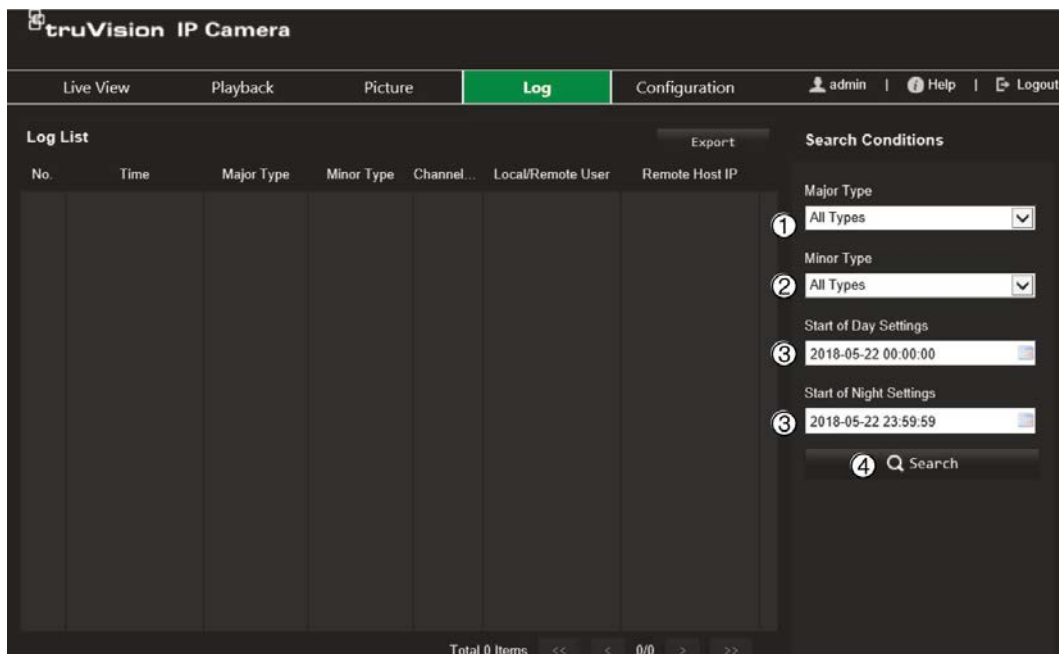 truVision IP Camera
Live View Playback Picture Log Configuration admin | Help | Logout
Log List Export
No. Time Major Type Minor Type Channel... Local/Remote User Remote Host IP
Search Conditions
Major Type
① All Types
Minor Type
② All Types
Start of Day Settings
③ 2018-05-22 00:00:00
Start of Night Settings
③ 2018-05-22 23:59:59
④ Search
Total 0 Items << < 0/0 > >>